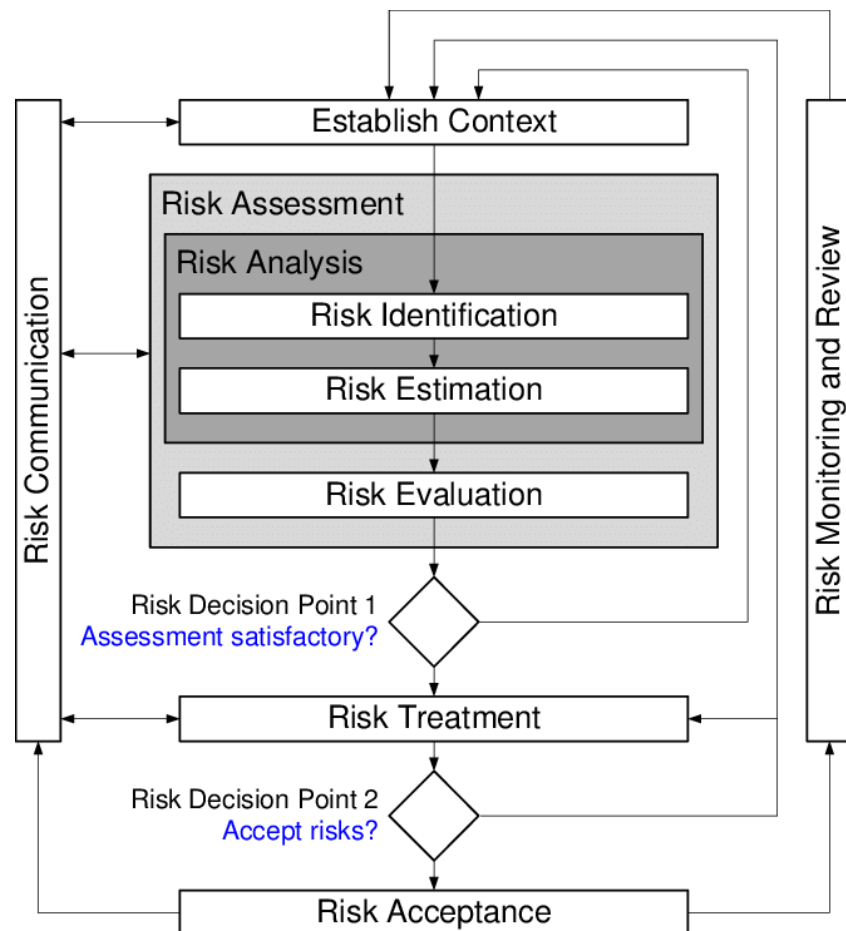 Establish Context
Risk Assessment
Risk Analysis
Risk Identification
Risk Estimation
Risk Evaluation
Risk Communication
Risk Monitoring and Review
Risk Decision Point 1
Assessment satisfactory?
Risk Treatment
Risk Decision Point 2
Accept risks?
Risk Acceptance